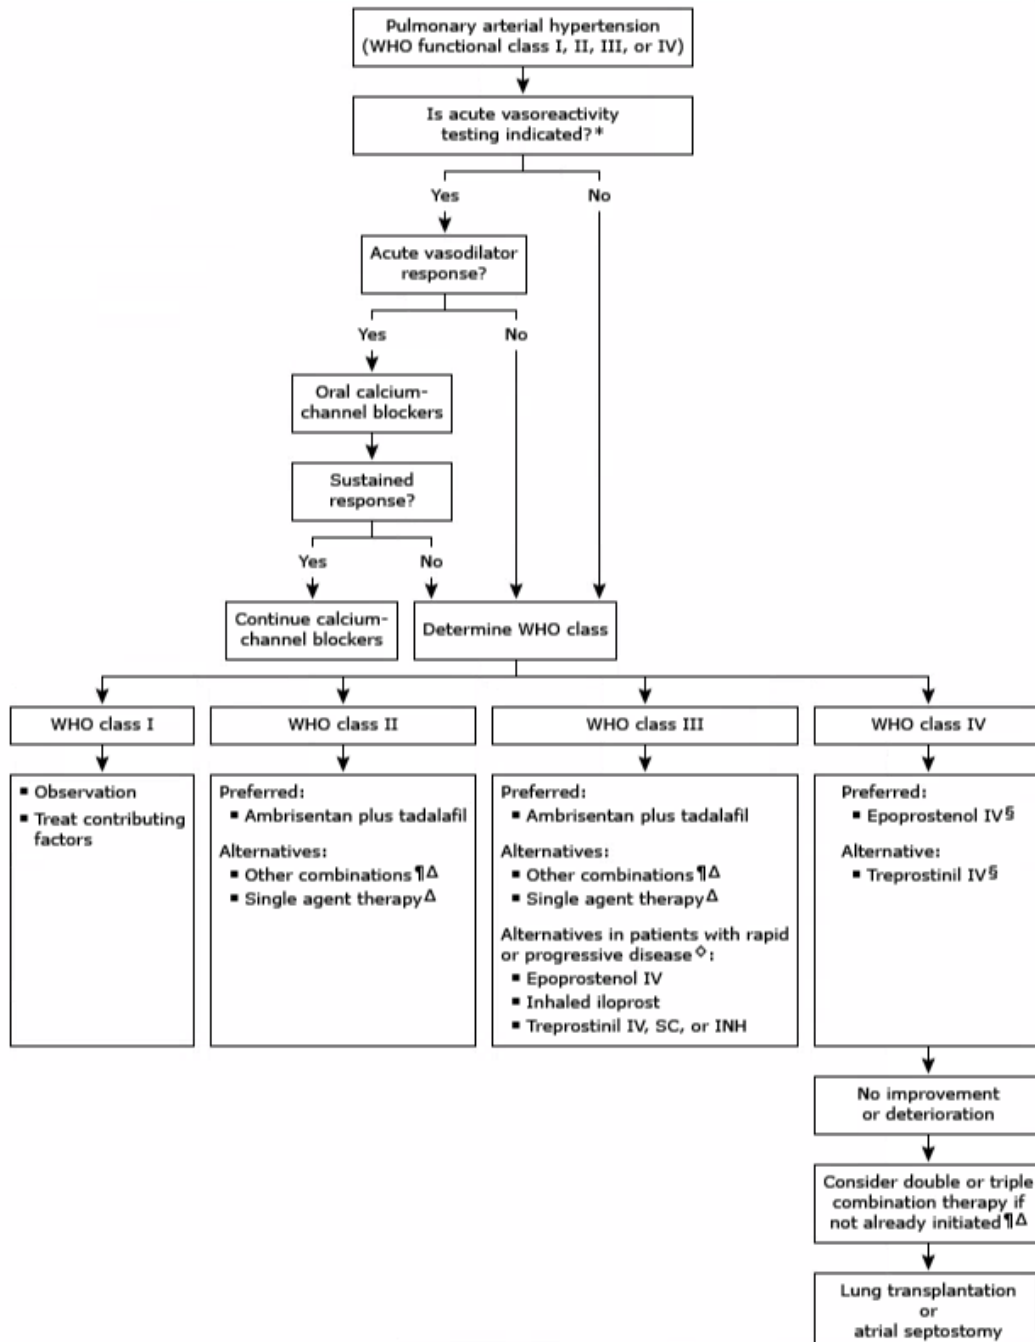 Pulmonary arterial hypertension
(WHO functional class I, II, III, or IV)
Is acute vasoreactivity
testing indicated?*
Yes
No
Acute vasodilator
response?
Yes
No
Oral calcium-
channel blockers
Sustained
response?
Yes
No
Continue calcium-
channel blockers
Determine WHO class
WHO class I
▪ Observation
▪ Treat contributing
factors
WHO class II
Preferred:
▪ Ambrisentan plus tadalafil
Alternatives:
▪ Other combinations¶Δ
▪ Single agent therapyΔ
WHO class III
Preferred:
▪ Ambrisentan plus tadalafil
Alternatives:
▪ Other combinations¶Δ
▪ Single agent therapyΔ
Alternatives in patients with rapid
or progressive disease◇:
▪ Epoprostenol IV
▪ Inhaled iloprost
▪ Treprostinil IV, SC, or INH
WHO class IV
Preferred:
▪ Epoprostenol IV§
Alternative:
▪ Treprostinil IV§
No improvement
or deterioration
Consider double or triple
combination therapy if
not already initiated¶Δ
Lung transplantation
or
atrial septostomy